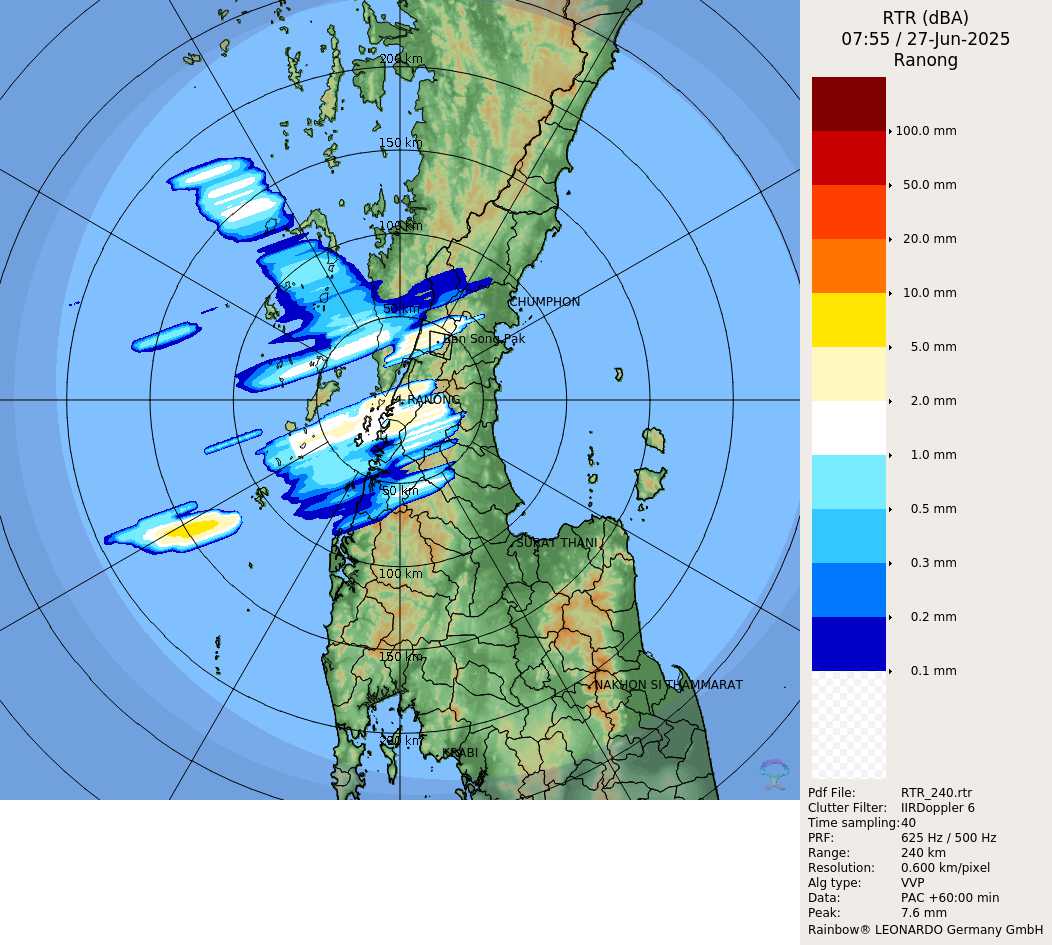 RTR (dBA)
07:55 / 27-Jun-2025
Ranong
200 km
150 km
100 km
50 km
CHUMPHON
Ban Song Pak
RANONG
50 km
SURAT THANI
100 km
150 km
NAKHON SI THAMMARAT
200 km
KRABI
100.0 mm
50.0 mm
20.0 mm
10.0 mm
5.0 mm
2.0 mm
1.0 mm
0.5 mm
0.3 mm
0.2 mm
0.1 mm
Pdf File: RTR_240.rtr
Clutter Filter: IIRDoppler 6
Time sampling:40
PRF: 625 Hz / 500 Hz
Range: 240 km
Resolution: 0.600 km/pixel
Alg type: VVP
Data: PAC +60:00 min
Peak: 7.6 mm
Rainbow® LEONARDO Germany GmbH